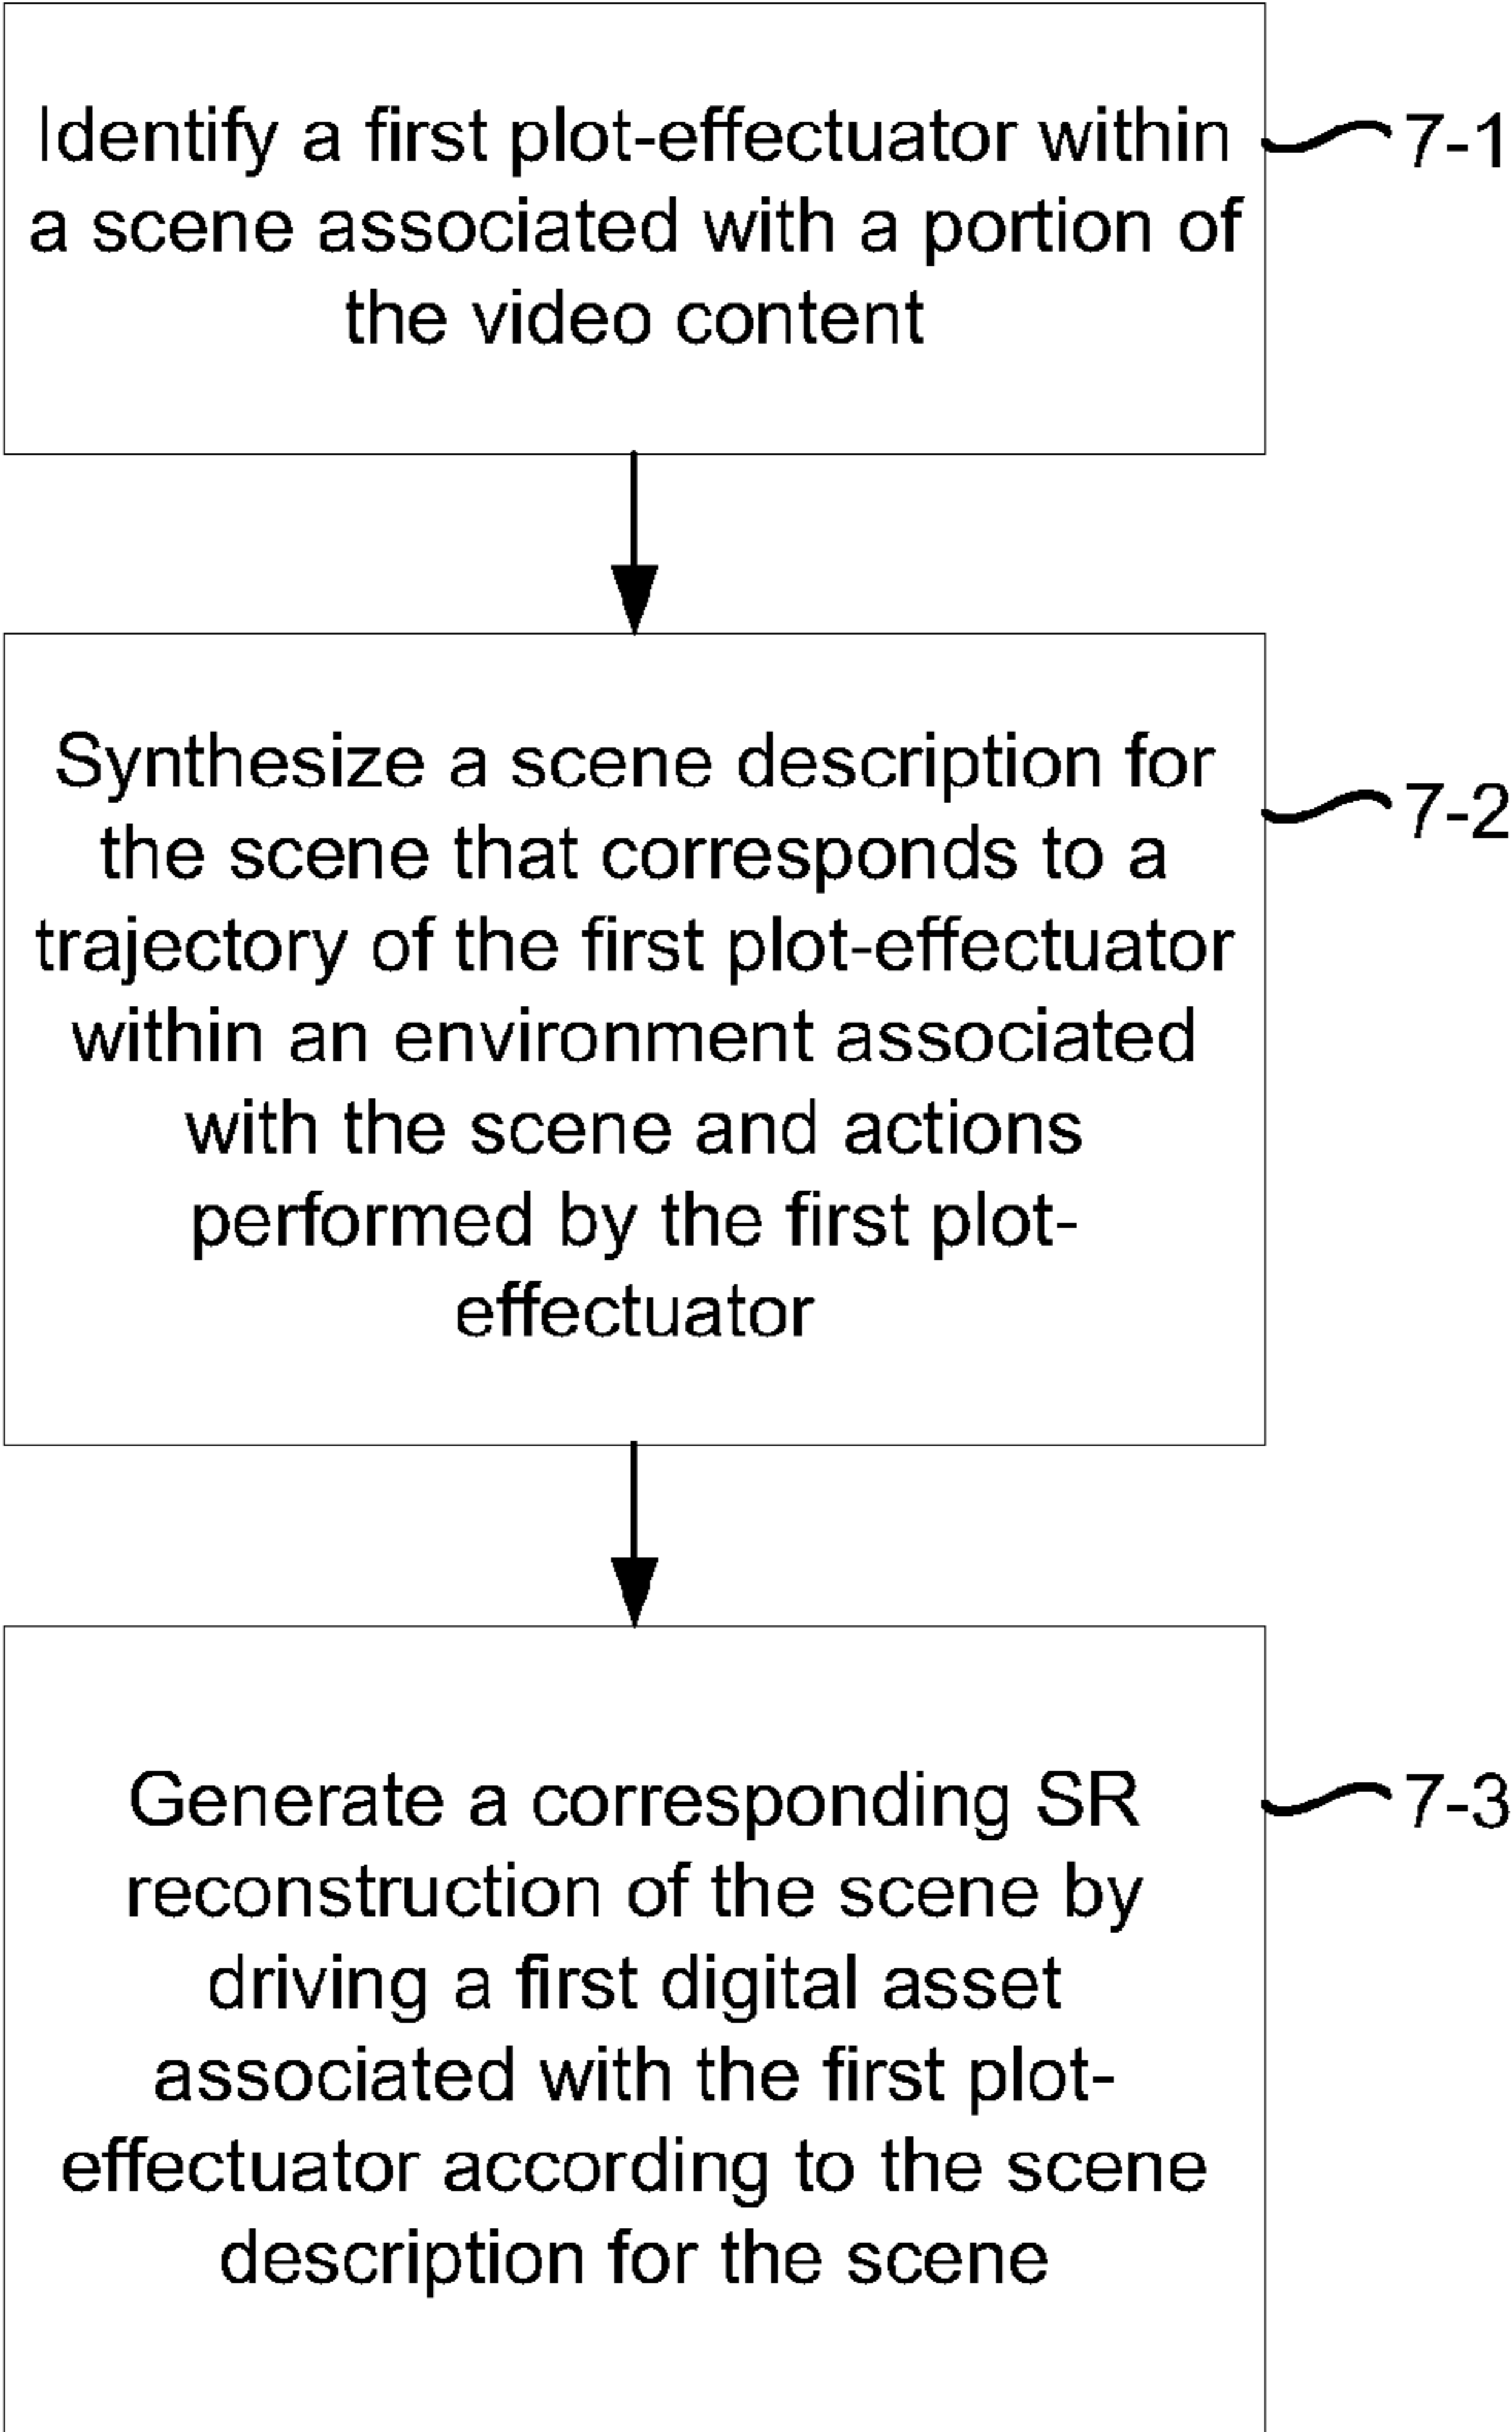 Identify a first plot-effectuator within
a scene associated with a portion of
the video content
7-1
Synthesize a scene description for
the scene that corresponds to a
trajectory of the first plot-effectuator
within an environment associated
with the scene and actions
performed by the first plot-
effectuator
7-2
Generate a corresponding SR
reconstruction of the scene by
driving a first digital asset
associated with the first plot-
effectuator according to the scene
description for the scene
7-3